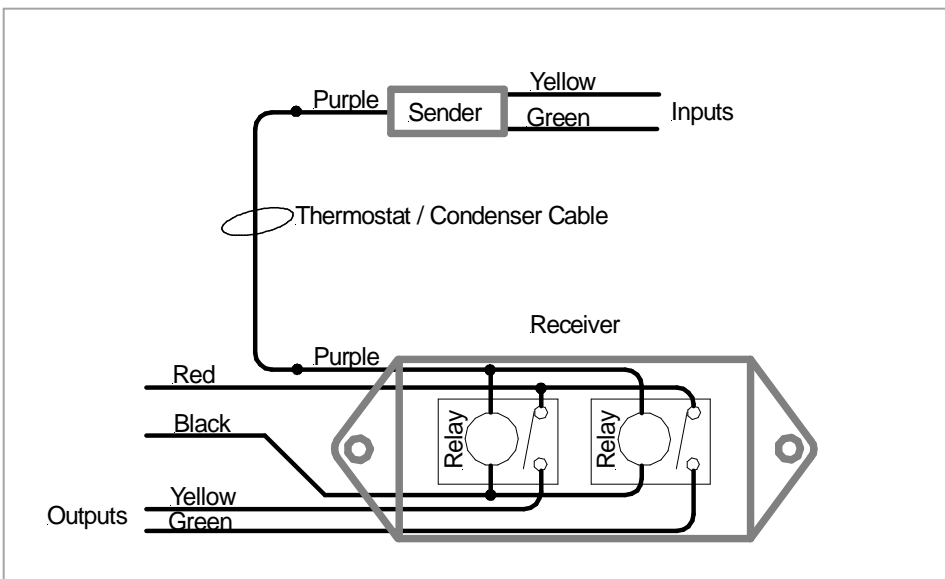 Purple
Sender
Yellow
Green
Inputs
Thermostat / Condenser Cable
Receiver
Purple
Red
Black
Relay
Relay
Yellow
Green
Outputs